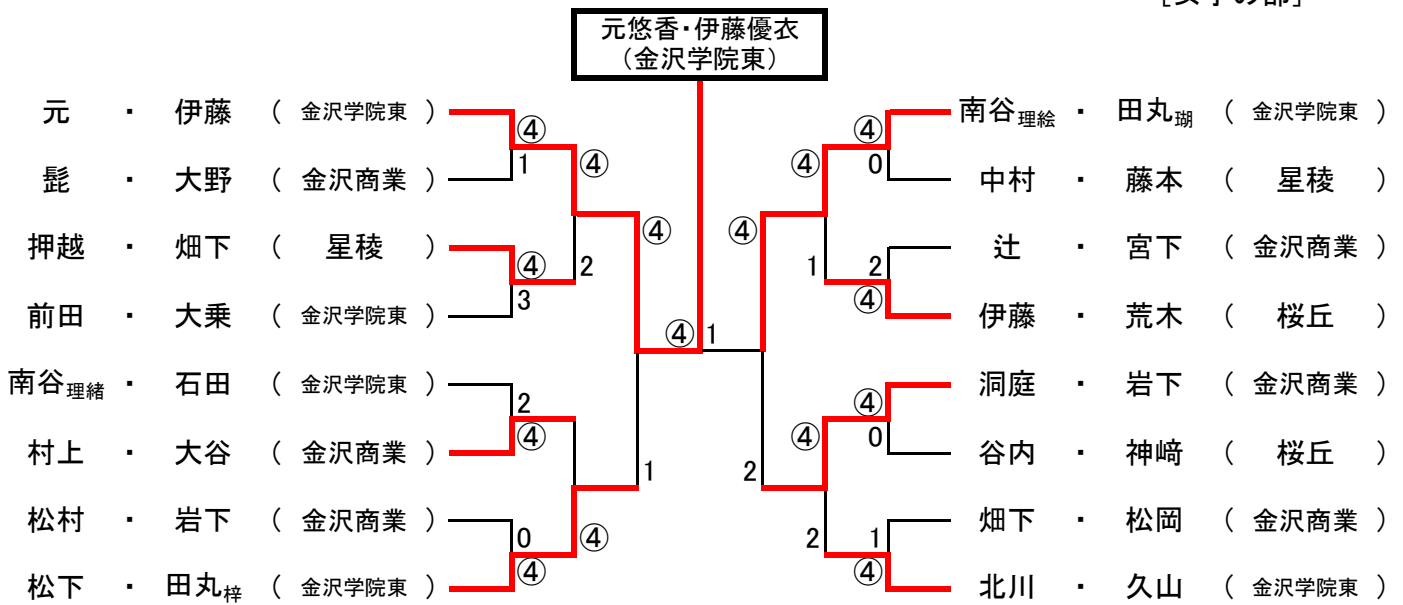 [女子の部]
元悠香・伊藤優衣
（金沢学院東）
元 ・ 伊藤 （ 金沢学院東 ）
髭 ・ 大野 （ 金沢商業 ）
押越 ・ 畑下 （ 星稜 ）
前田 ・ 大乗 （ 金沢学院東 ）
南谷理緒 ・ 石田 （ 金沢学院東 ）
村上 ・ 大谷 （ 金沢商業 ）
松村 ・ 岩下 （ 金沢商業 ）
松下 ・ 田丸梓 （ 金沢学院東 ）
④
1
④
④
3
2
2
④
0
④
④
④
1
④
1
④
2
④
1
④
2
④
0
2
④
④
0
1
④
南谷理絵 ・ 田丸瑚 （ 金沢学院東 ）
中村 ・ 藤本 （ 星稜 ）
辻 ・ 宮下 （ 金沢商業 ）
伊藤 ・ 荒木 （ 桜丘 ）
洞庭 ・ 岩下 （ 金沢商業 ）
谷内 ・ 神﨑 （ 桜丘 ）
畑下 ・ 松岡 （ 金沢商業 ）
北川 ・ 久山 （ 金沢学院東 ）